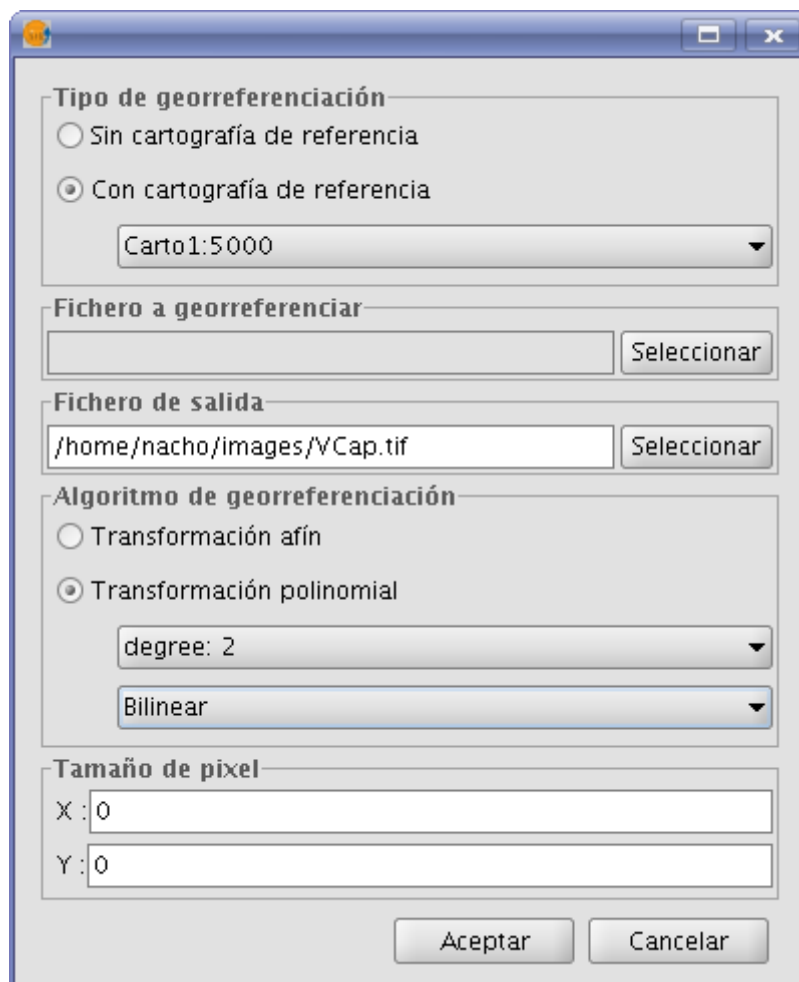 Tipo de georreferenciación
Sin cartografía de referencia
Con cartografía de referencia
Carto1:5000
Fichero a georreferenciar
Seleccionar
Fichero de salida
/home/nacho/images/VCap.tif
Seleccionar
Algoritmo de georreferenciación
Transformación afín
Transformación polinomial
degree: 2
Bilinear
Tamaño de pixel
X : 0
Y : 0
Aceptar Cancelar